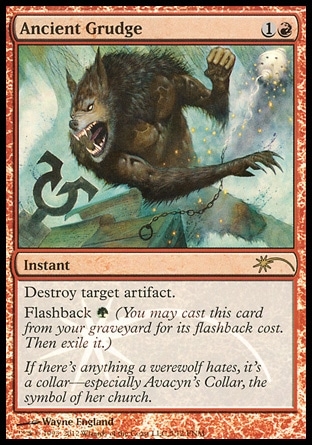 Ancient Grudge 1
Instant
Destroy target artifact.
Flashback (You may cast this card
from your graveyard for its flashback cost.
Then exile it.)
If there's anything a werewolf hates, it's
a collar—especially Avacyn's Collar, the
symbol of her church.
Wayne England